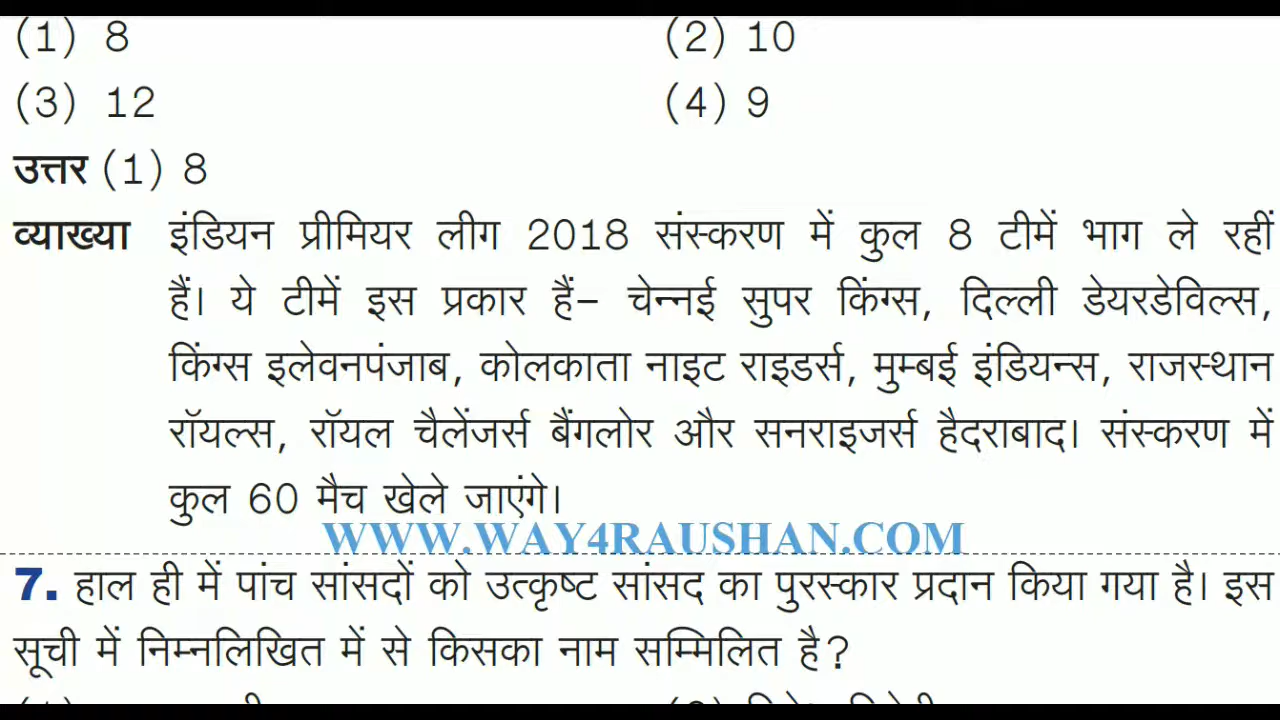 (1) 8 (2) 10
(3) 12 (4) 9
उत्तर (1) 8
व्याख्या इंडियन प्रीमियर लीग 2018 संस्करण में कुल 8 टीमें भाग ले रहीं
हैं। ये टीमें इस प्रकार हैं– चेन्नई सुपर किंग्स, दिल्ली डेयरडेविल्स,
किंग्स इलेवनपंजाब, कोलकाता नाइट राइडर्स, मुम्बई इंडियन्स, राजस्थान
रॉयल्स, रॉयल चैलेंजर्स बैंगलोर और सनराइजर्स हैदराबाद। संस्करण में
कुल 60 मैच खेले जाएंगे।
WWW.WAY4RAUSHAN.COM
7. हाल ही में पांच सांसदों को उत्कृष्ट सांसद का पुरस्कार प्रदान किया गया है। इस
सूची में निम्नलिखित में से किसका नाम सम्मिलित है?